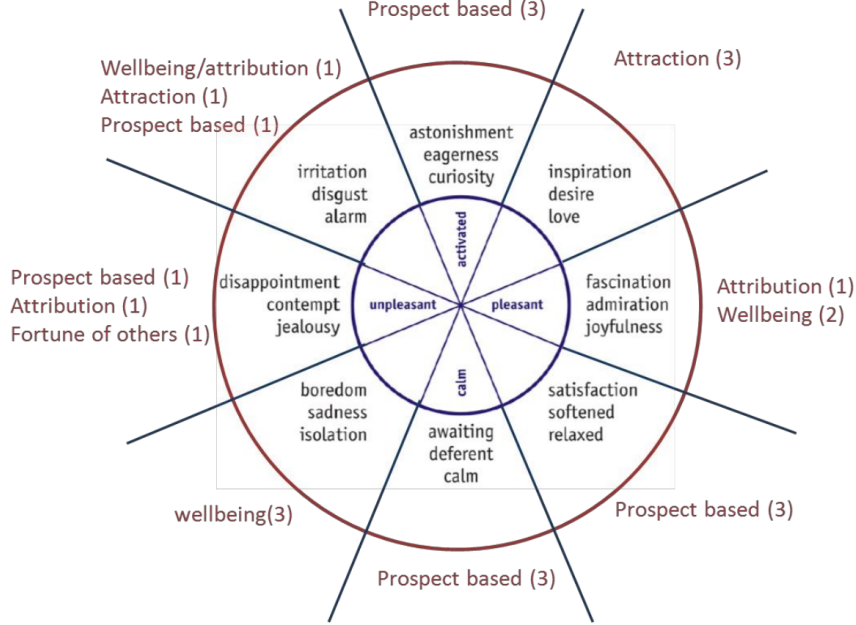 Prospect based (3)
Attraction (3)
Wellbeing/attribution (1)
Attraction (1)
Prospect based (1)
astonishment
eagerness
curiosity
irritation
disgust
alarm
inspiration
desire
love
activated
Prospect based (1)
Attribution (1)
Fortune of others (1)
disappointment
contempt
jealousy
unpleasant
pleasant
fascination
admiration
joyfulness
Attribution (1)
Wellbeing (2)
calm
boredom
sadness
isolation
awaiting
deferent
calm
satisfaction
softened
relaxed
wellbeing(3)
Prospect based (3)
Prospect based (3)